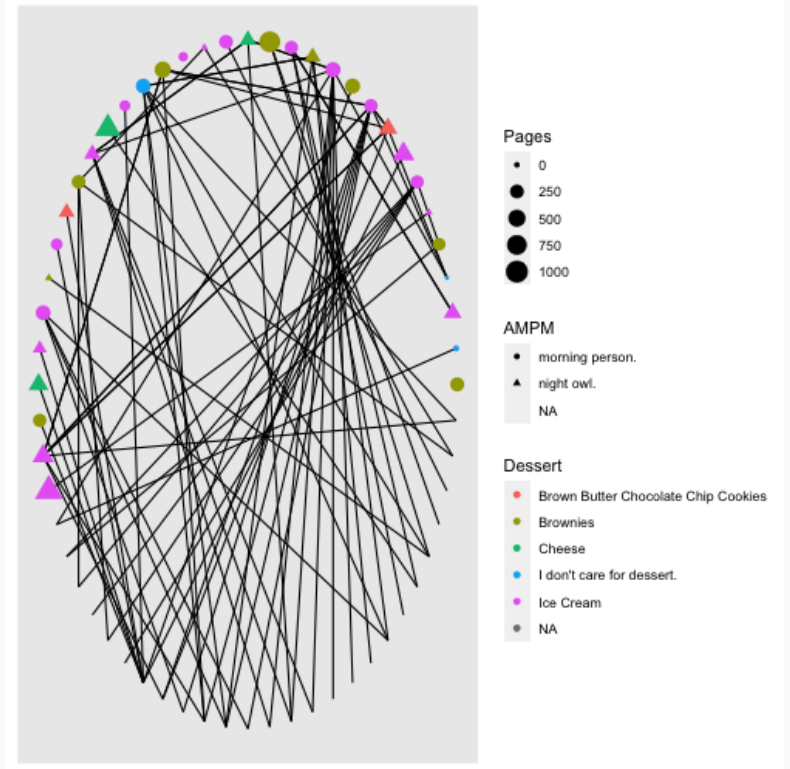 Pages
0
250
500
750
1000
AMPM
morning person.
night owl.
NA
Dessert
Brown Butter Chocolate Chip Cookies
Brownies
Cheese
I don't care for dessert.
Ice Cream
NA